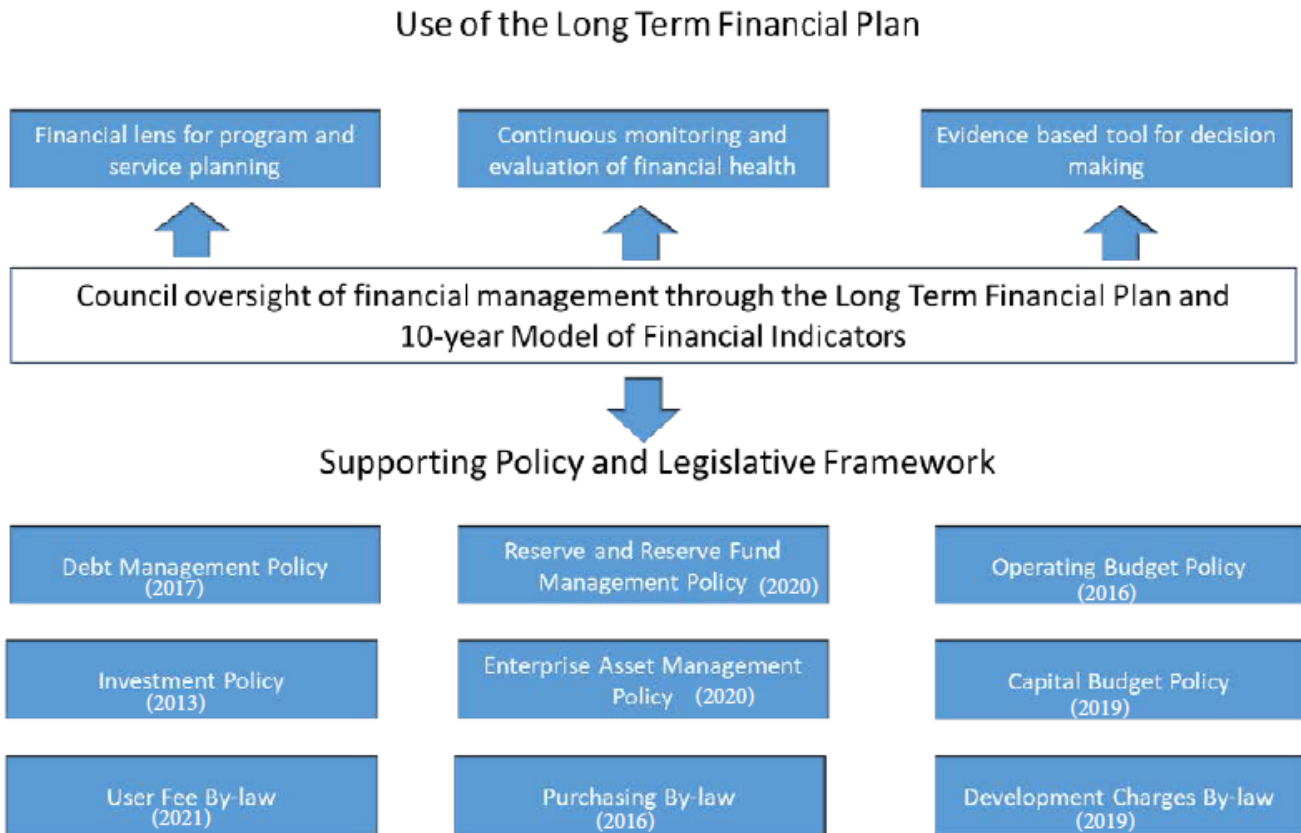 Use of the Long Term Financial Plan
Financial lens for program and
service planning
Continuous monitoring and
evaluation of financial health
Evidence based tool for decision
making
Council oversight of financial management through the Long Term Financial Plan and
10-year Model of Financial Indicators
Supporting Policy and Legislative Framework
Debt Management Policy
(2017)
Reserve and Reserve Fund
Management Policy (2020)
Operating Budget Policy
(2016)
Investment Policy
(2013)
Enterprise Asset Management
Policy (2020)
Capital Budget Policy
(2019)
User Fee By-law
(2021)
Purchasing By-law
(2016)
Development Charges By-law
(2019)